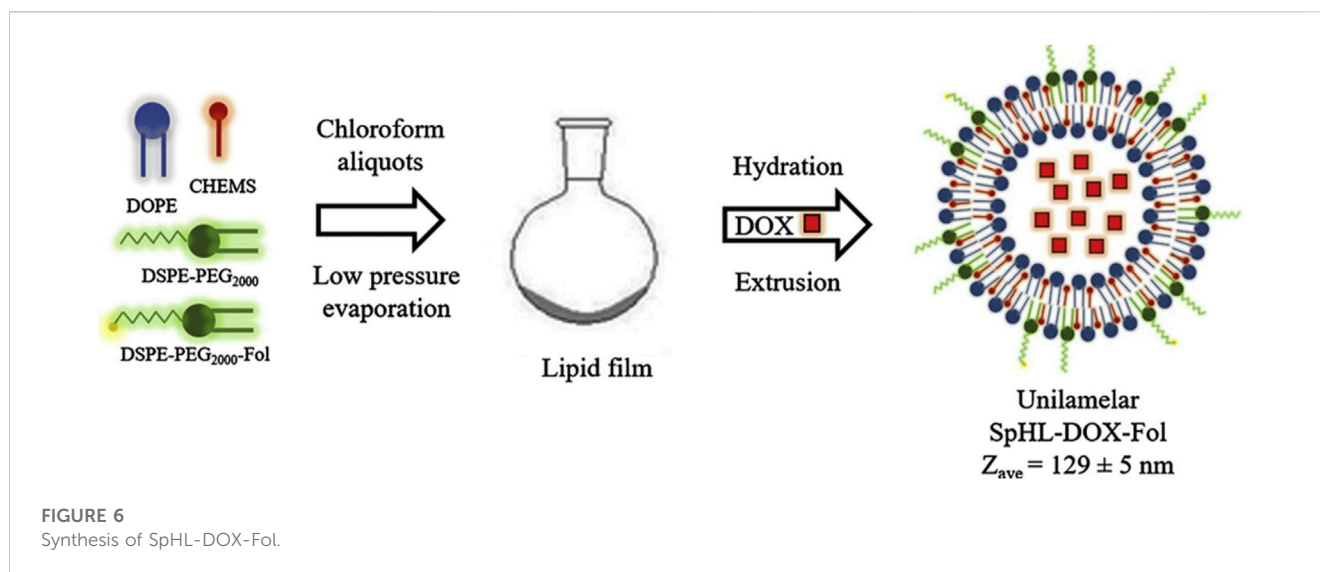 DOPE
CHEMS
DSPE-PEG2000
DSPE-PEG2000-Fol
Chloroform
aliquots
Low pressure
evaporation
Lipid film
Hydration
DOX
Extrusion
Unilamelar
SpHL-DOX-Fol
Zave = 129 ± 5 nm
FIGURE 6
Synthesis of SpHL-DOX-Fol.